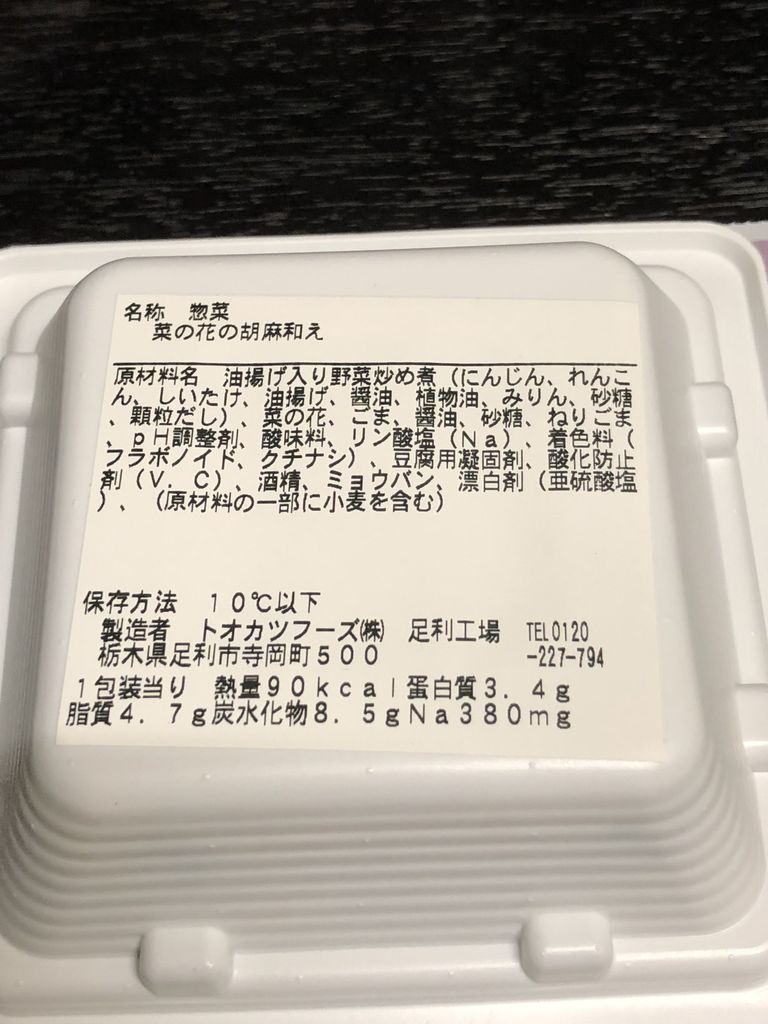 名称　惣菜
菜の花の胡麻和え
原材料名　油揚げ入り野菜炒め煮（にんじん、れんこ
ん、しいたけ、油揚げ、醤油、植物油、みりん、砂糖
、顆粒だし）、菜の花、ごま、醤油、砂糖、ねりごま
、ｐＨ調整剤、酸味料、リン酸塩（Ｎａ）、着色料（
フラボノイド、クチナシ）、豆腐用凝固剤、酸化防止
剤（Ｖ．Ｃ）、酒精、ミョウバン、漂白剤（亜硫酸塩
）、（原材料の一部に小麦を含む）
保存方法　１０℃以下
製造者　トオカツフーズ㈱　足利工場　TEL0120
栃木県足利市寺岡町５００　-227-794
１包装当り　熱量９０ｋｃａｌ蛋白質３．４ｇ
脂質４．７ｇ炭水化物８．５ｇＮａ３８０ｍｇ